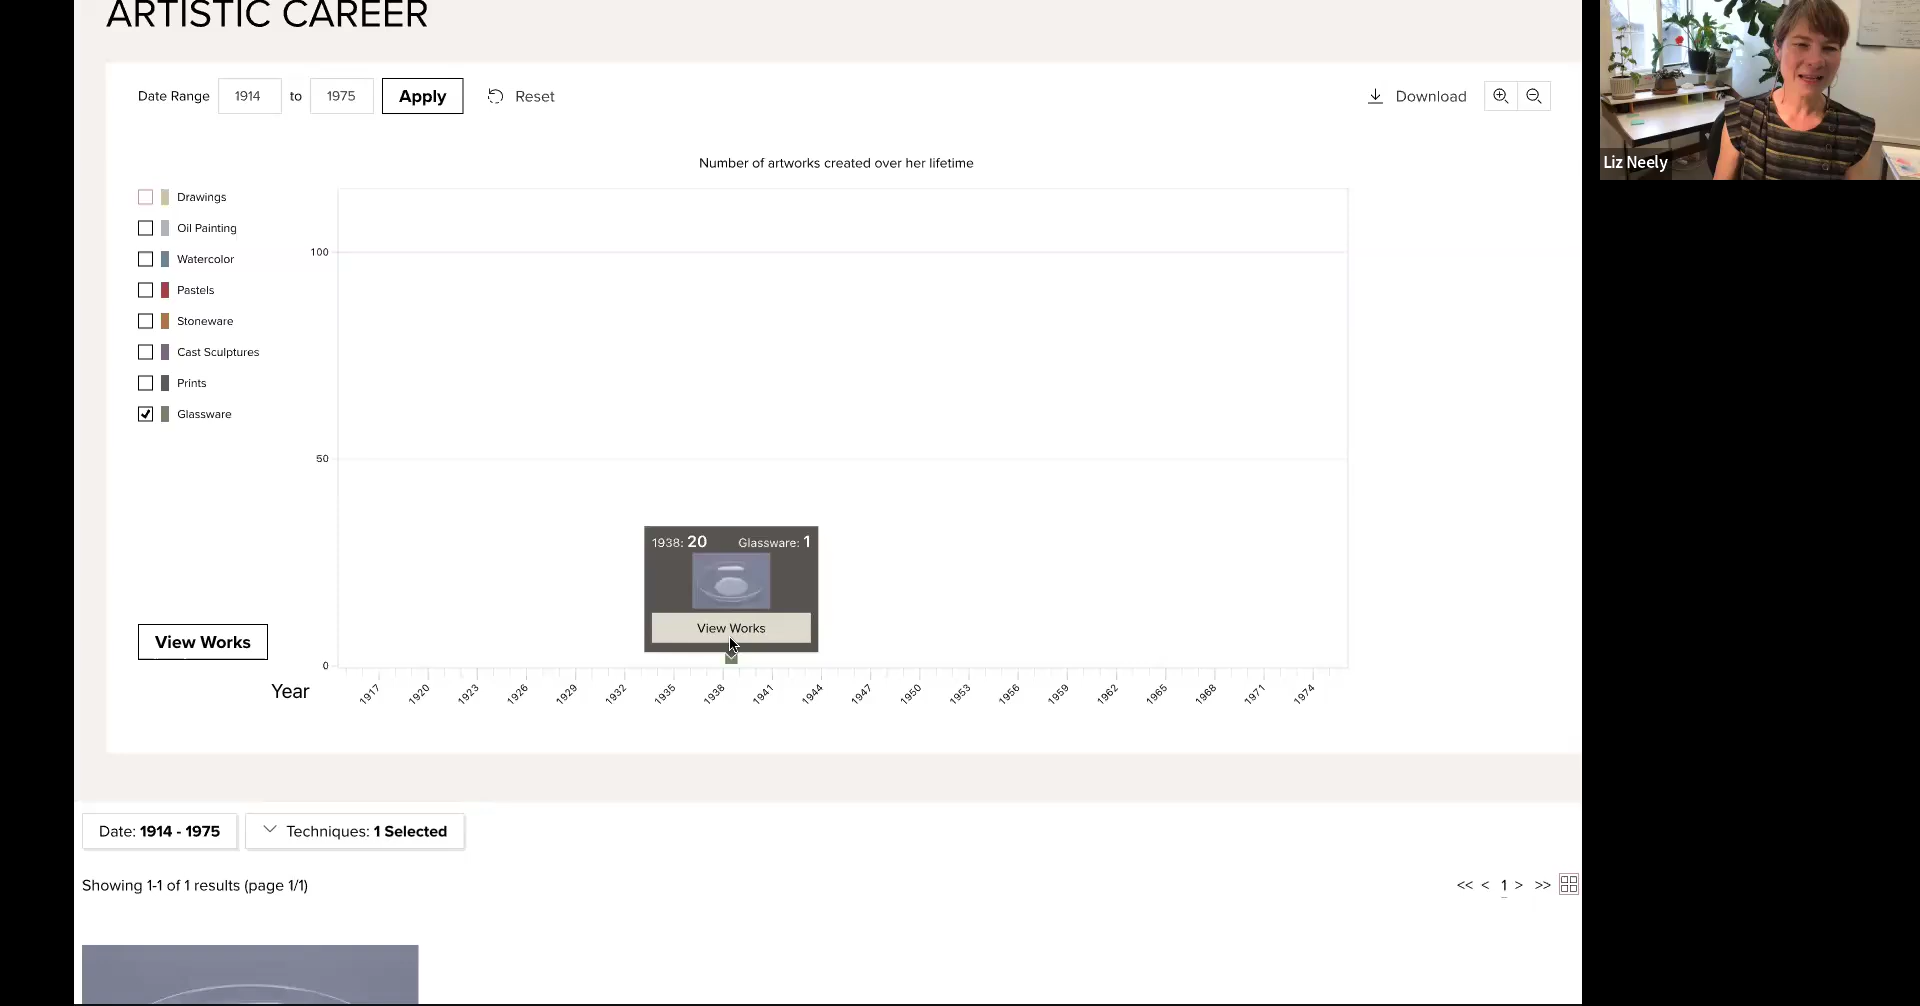 ARTISTIC CAREER
Date Range 1914 to 1975 Apply Reset Download
Liz Neely
Number of artworks created over her lifetime
Drawings
Oil Painting
Watercolor
Pastels
Stoneware
Cast Sculptures
Prints
Glassware
100
50
0
1938: 20 Glassware: 1
View Works
View Works
Year
1917 1920 1923 1926 1929 1932 1935 1938 1941 1944 1947 1950 1953 1956 1959 1962 1965 1968 1971 1974
Date: 1914 - 1975 Techniques: 1 Selected
Showing 1-1 of 1 results (page 1/1) << < 1 > >>